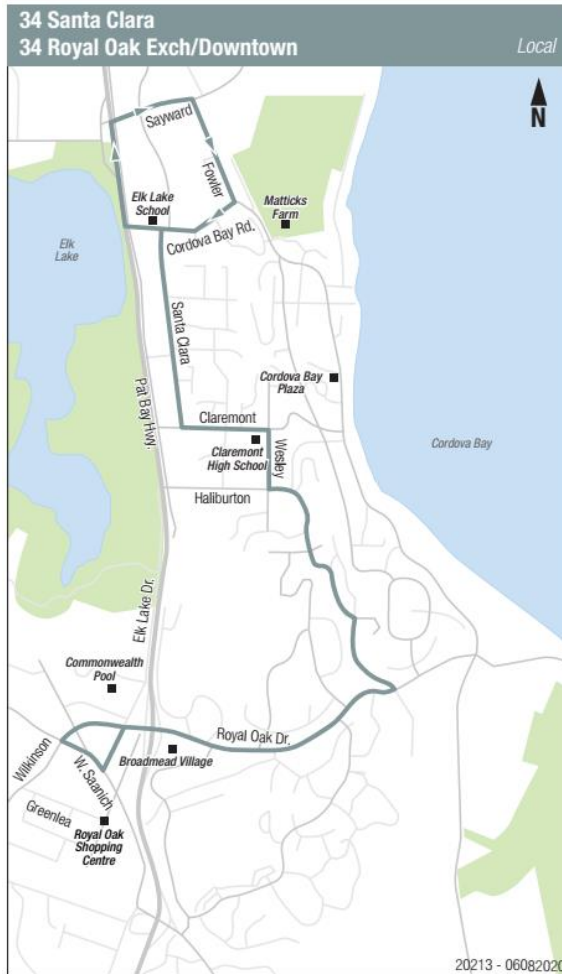 34 Santa Clara
34 Royal Oak Exch/Downtown
Local
N
Sayward
Fowler
Elk Lake
School
Matticks
Farm
Cordova Bay Rd.
Elk
Lake
Santa Clara
Cordova Bay
Plaza
Pat Bay Hwy.
Claremont
Claremont
High School
Wesley
Cordova Bay
Haliburton
Elk Lake Dr.
Commonwealth
Pool
Royal Oak Dr.
Wilkinson
W. Saanich
Broadmead Village
Greenlea
Royal Oak
Shopping
Centre
20213 - 06082020